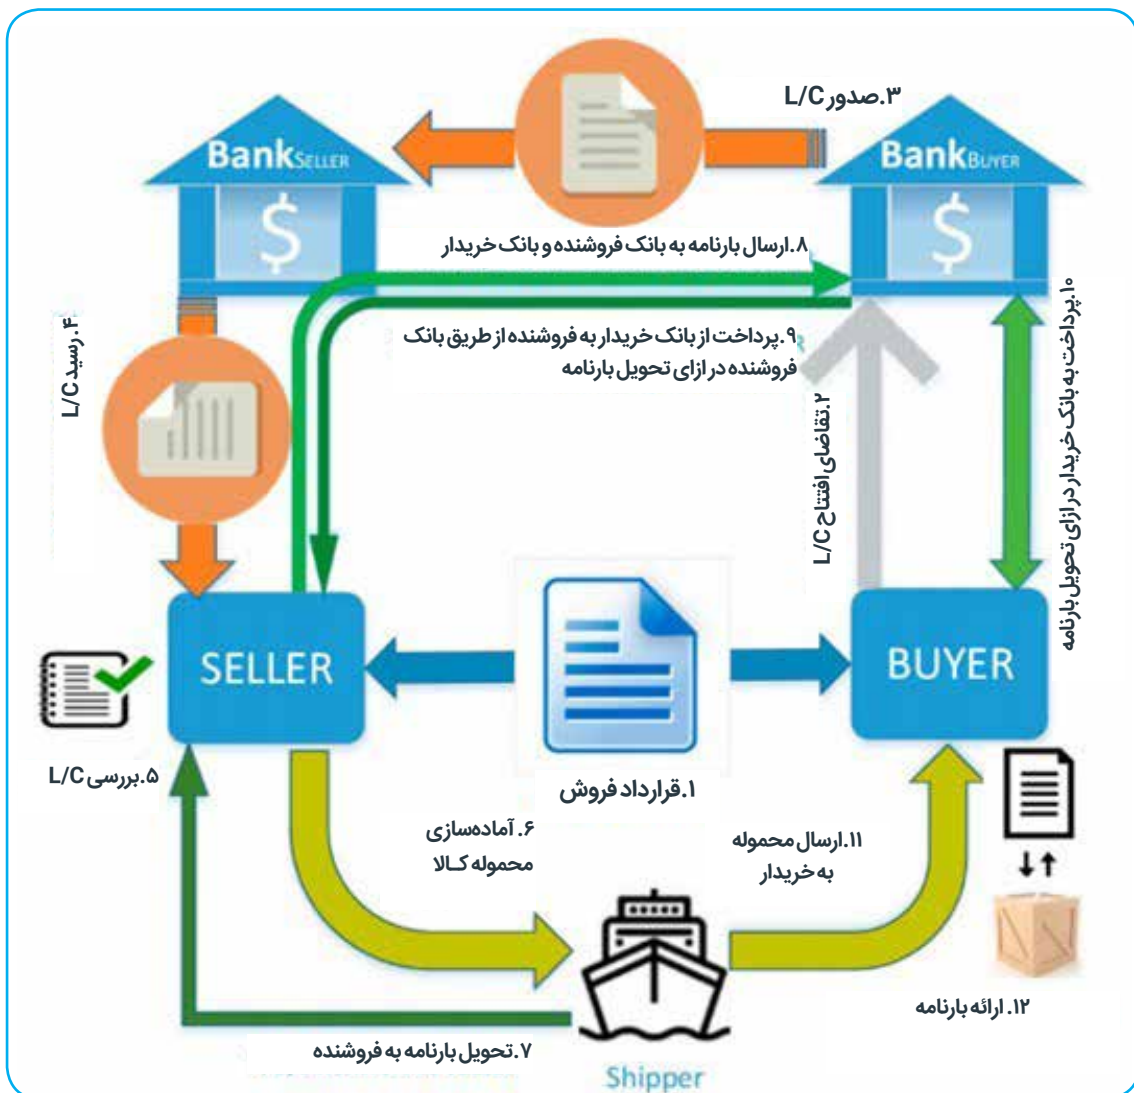 ۳.صدور L/C
BankSELLER
BankBUYER
$
$
۸.ارسال بارنامه به بانک فروشنده و بانک خریدار
۹.پرداخت از بانک خریدار به فروشنده از طریق بانک
فروشنده در ازای تحویل بارنامه
۴.رسید L/C
۲.تقاضای افتتاح L/C
۱۰.پرداخت به بانک خریدار در ازای تحویل بارنامه
SELLER
BUYER
۵.بررسی L/C
۱.قرارداد فروش
۶. آماده‌سازی
محموله کـالا
۱۱.ارسال محموله
به خریدار
۱۲. ارائه بارنامه
۷.تحویل بارنامه به فروشنده
Shipper